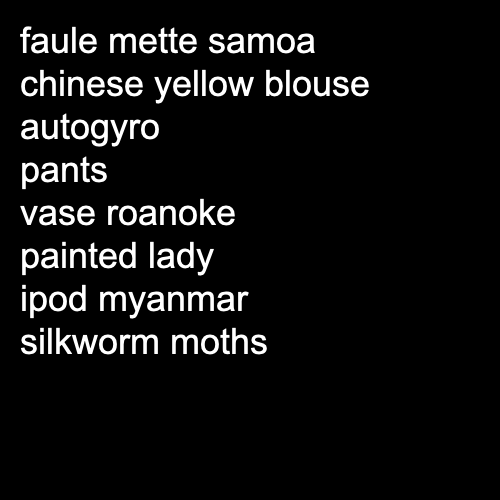 faule mette samoa
chinese yellow blouse
autogyro
pants
vase roanoke
painted lady
ipod myanmar
silkworm moths